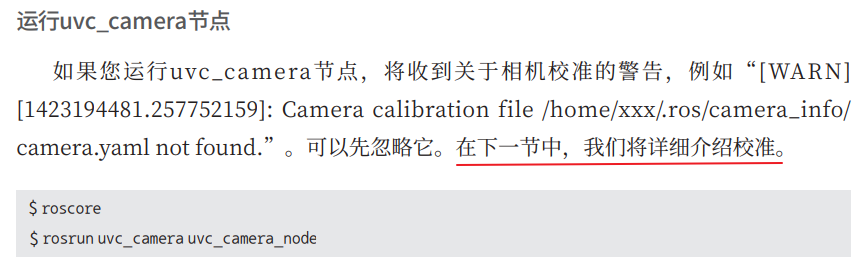 运行uvc_camera节点
如果您运行uvc_camera节点，将收到关于相机校准的警告，例如“[WARN]
[1423194481.257752159]: Camera calibration file /home/xxx/.ros/camera_info/
camera.yaml not found.”。可以先忽略它。在下一节中，我们将详细介绍校准。
$ roscore
$ rosrun uvc_camera uvc_camera_node